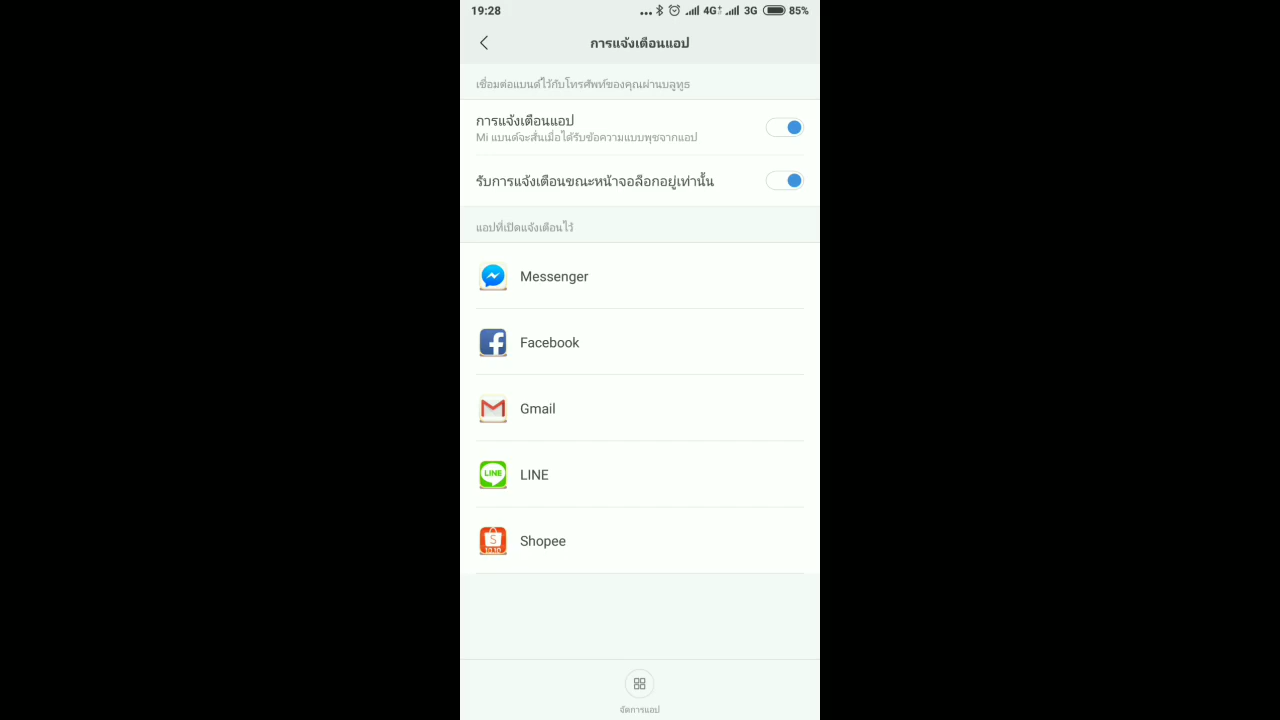 19:28
4G+ 3G 85%
การแจ้งเตือนแอป
เชื่อมต่อแบนด์ไว้กับโทรศัพท์ของคุณผ่านบลูทูธ
การแจ้งเตือนแอป
Mi แบนด์จะสั่นเมื่อได้รับข้อความแบบพุชจากแอป
รับการแจ้งเตือนขณะหน้าจอล็อกอยู่เท่านั้น
แอปที่เปิดแจ้งเตือนไว้
Messenger
Facebook
Gmail
LINE
LINE
Shopee
10.10
จัดการแอป